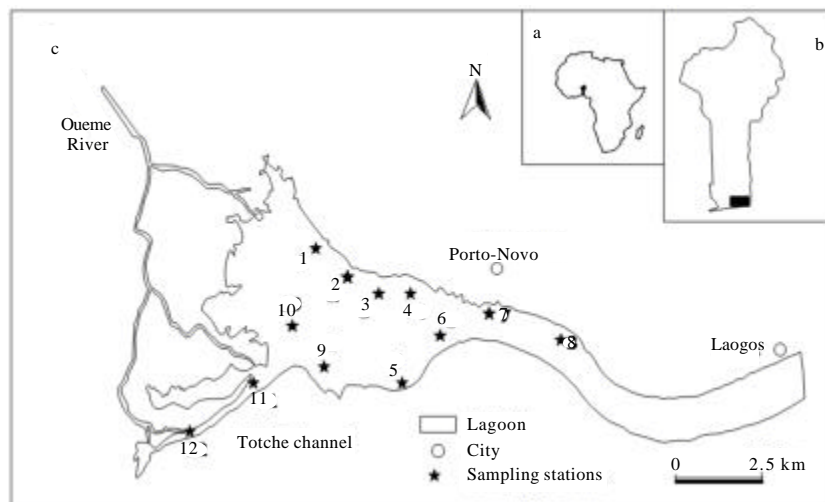 c
a
b
N
Oueme
River
Porto-Novo
1
2
3
4
10
6
7
8
Laogos
9
5
11
12
Totche channel
Lagoon
City
Sampling stations
0 2.5 km